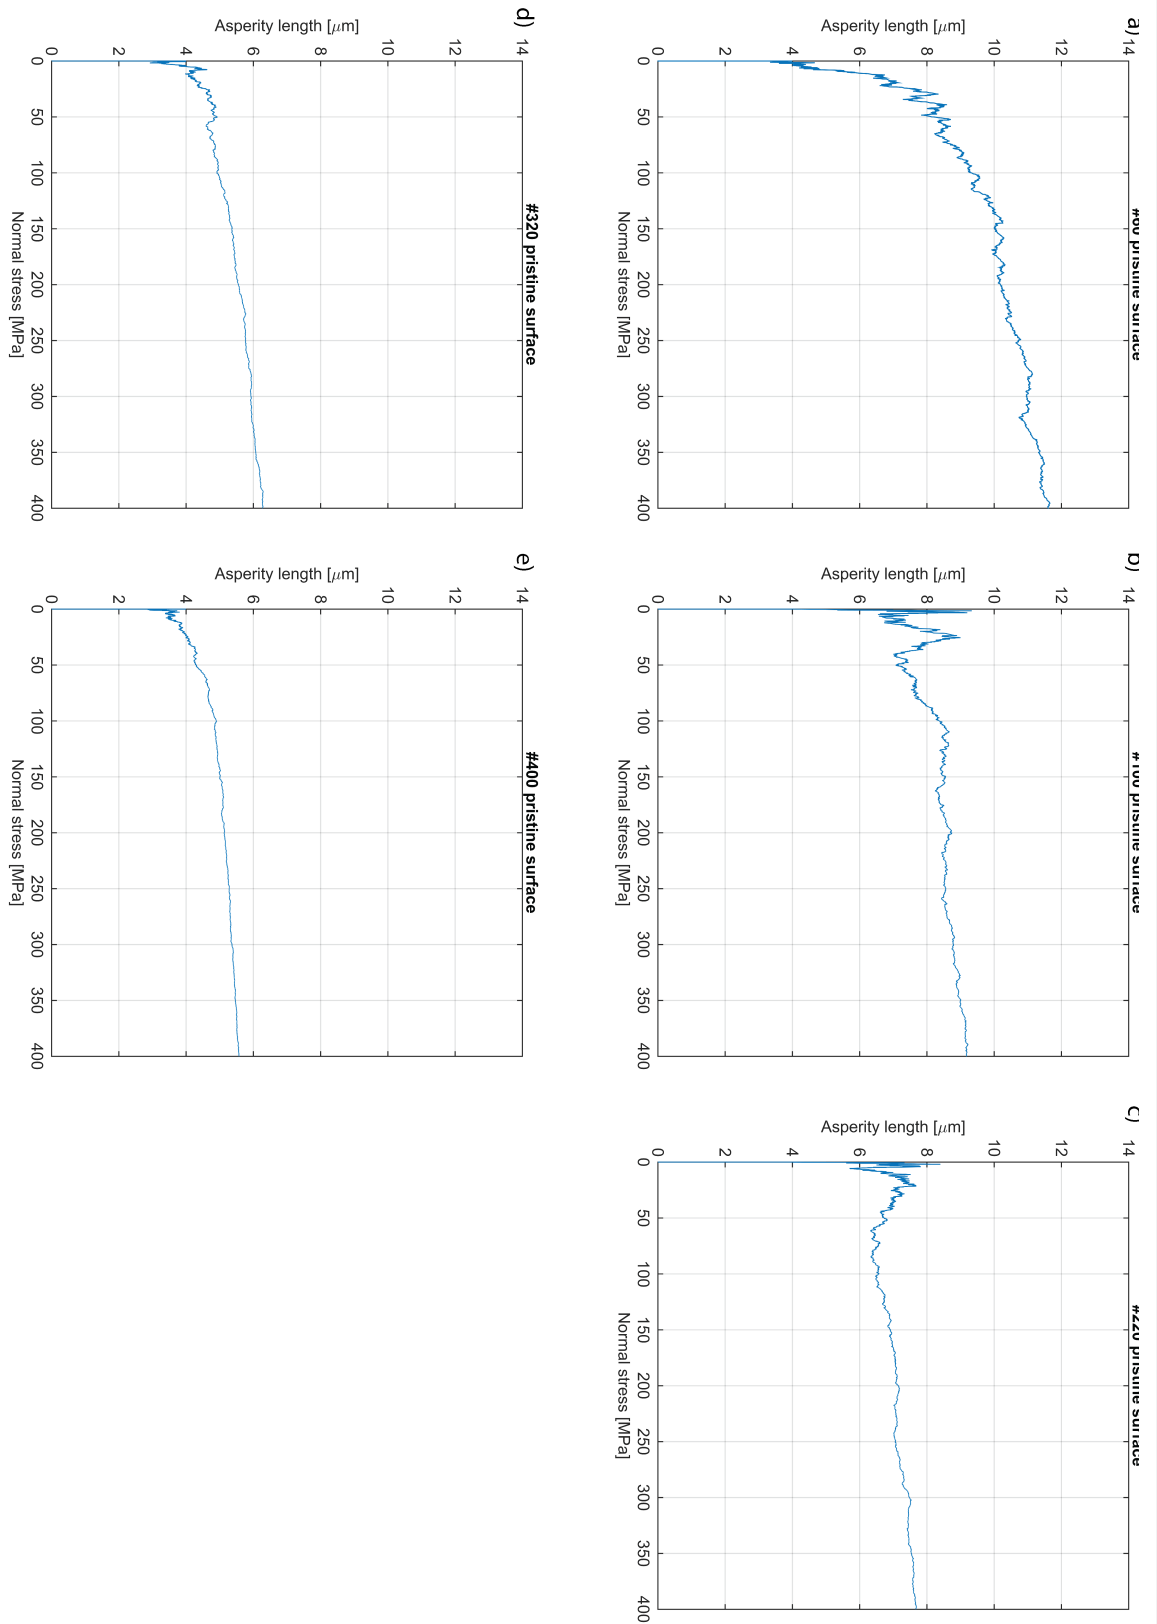 a)
#60 pristine surface
14
12
10
8
6
4
2
0
Asperity length [μm]
0 50 100 150 200 250 300 350 400
Normal stress [MPa]
b)
#100 pristine surface
14
12
10
8
6
4
2
0
Asperity length [μm]
0 50 100 150 200 250 300 350 400
Normal stress [MPa]
c)
#220 pristine surface
14
12
10
8
6
4
2
0
Asperity length [μm]
0 50 100 150 200 250 300 350 400
Normal stress [MPa]
d)
#320 pristine surface
14
12
10
8
6
4
2
0
Asperity length [μm]
0 50 100 150 200 250 300 350 400
Normal stress [MPa]
e)
#400 pristine surface
14
12
10
8
6
4
2
0
Asperity length [μm]
0 50 100 150 200 250 300 350 400
Normal stress [MPa]